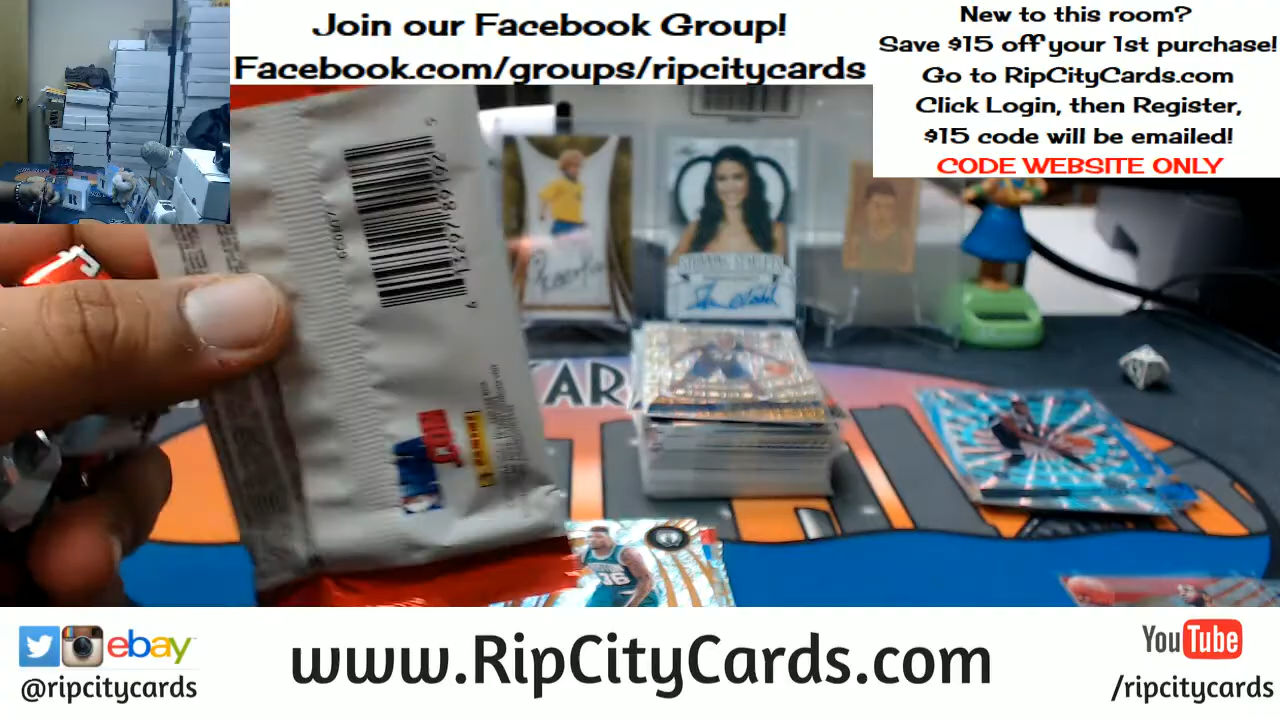 Join our Facebook Group!
Facebook.com/groups/ripcitycards
New to this room?
Save $15 off your 1st purchase!
Go to RipCityCards.com
Click Login, then Register,
$15 code will be emailed!
CODE WEBSITE ONLY
PANINI
36
ebay
@ripcitycards
www.RipCityCards.com
YouTube
/ripcitycards